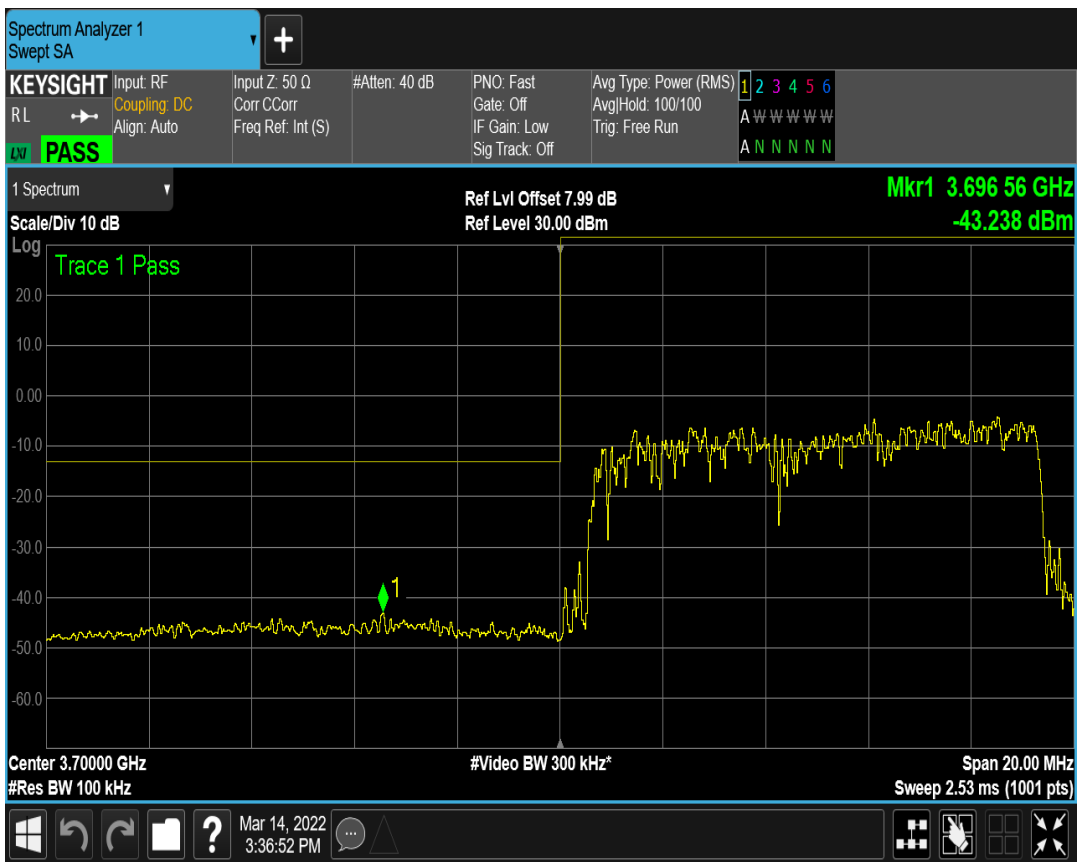 Spectrum Analyzer 1
Swept SA
+
KEYSIGHT
RL
LXI
PASS
Input: RF
Coupling: DC
Align: Auto
Input Z: 50 Ω
Corr CCorr
Freq Ref: Int (S)
#Atten: 40 dB
PNO: Fast
Gate: Off
IF Gain: Low
Sig Track: Off
Avg Type: Power (RMS)
Avg|Hold: 100/100
Trig: Free Run
1 2 3 4 5 6
A W W W W W
A N N N N N
1 Spectrum
Scale/Div 10 dB
Ref Lvl Offset 7.99 dB
Ref Level 30.00 dBm
Mkr1 3.696 56 GHz
-43.238 dBm
Log
Trace 1 Pass
20.0
10.0
0.00
-10.0
-20.0
-30.0
-40.0
-50.0
-60.0
1
Center 3.70000 GHz
#Res BW 100 kHz
#Video BW 300 kHz*
Span 20.00 MHz
Sweep 2.53 ms (1001 pts)
?
Mar 14, 2022
3:36:52 PM